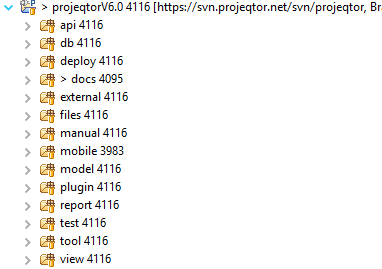 > projeqtorV6.0 4116 [https://svn.projeqtor.net/svn/projeqtor, Br
api 4116
db 4116
deploy 4116
> docs 4095
external 4116
files 4116
manual 4116
mobile 3983
model 4116
plugin 4116
report 4116
test 4116
tool 4116
view 4116